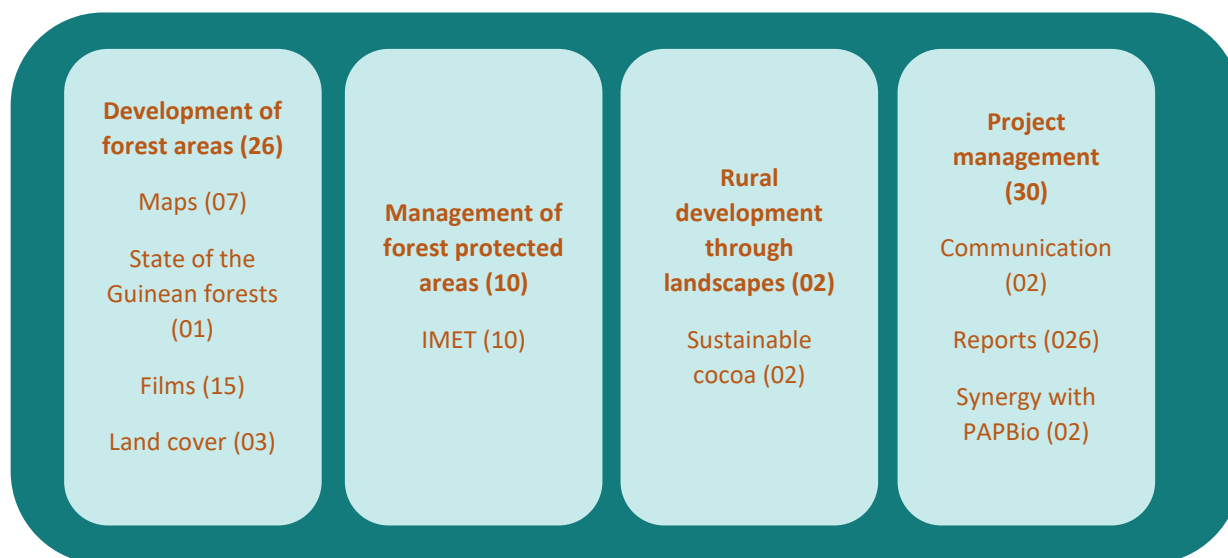 Development of
forest areas (26)
Maps (07)
State of the
Guinean forests
(01)
Films (15)
Land cover (03)
Management of
forest protected
areas (10)
IMET (10)
Rural
development
through
landscapes (02)
Sustainable
cocoa (02)
Project
management
(30)
Communication
(02)
Reports (026)
Synergy with
PAPBio (02)